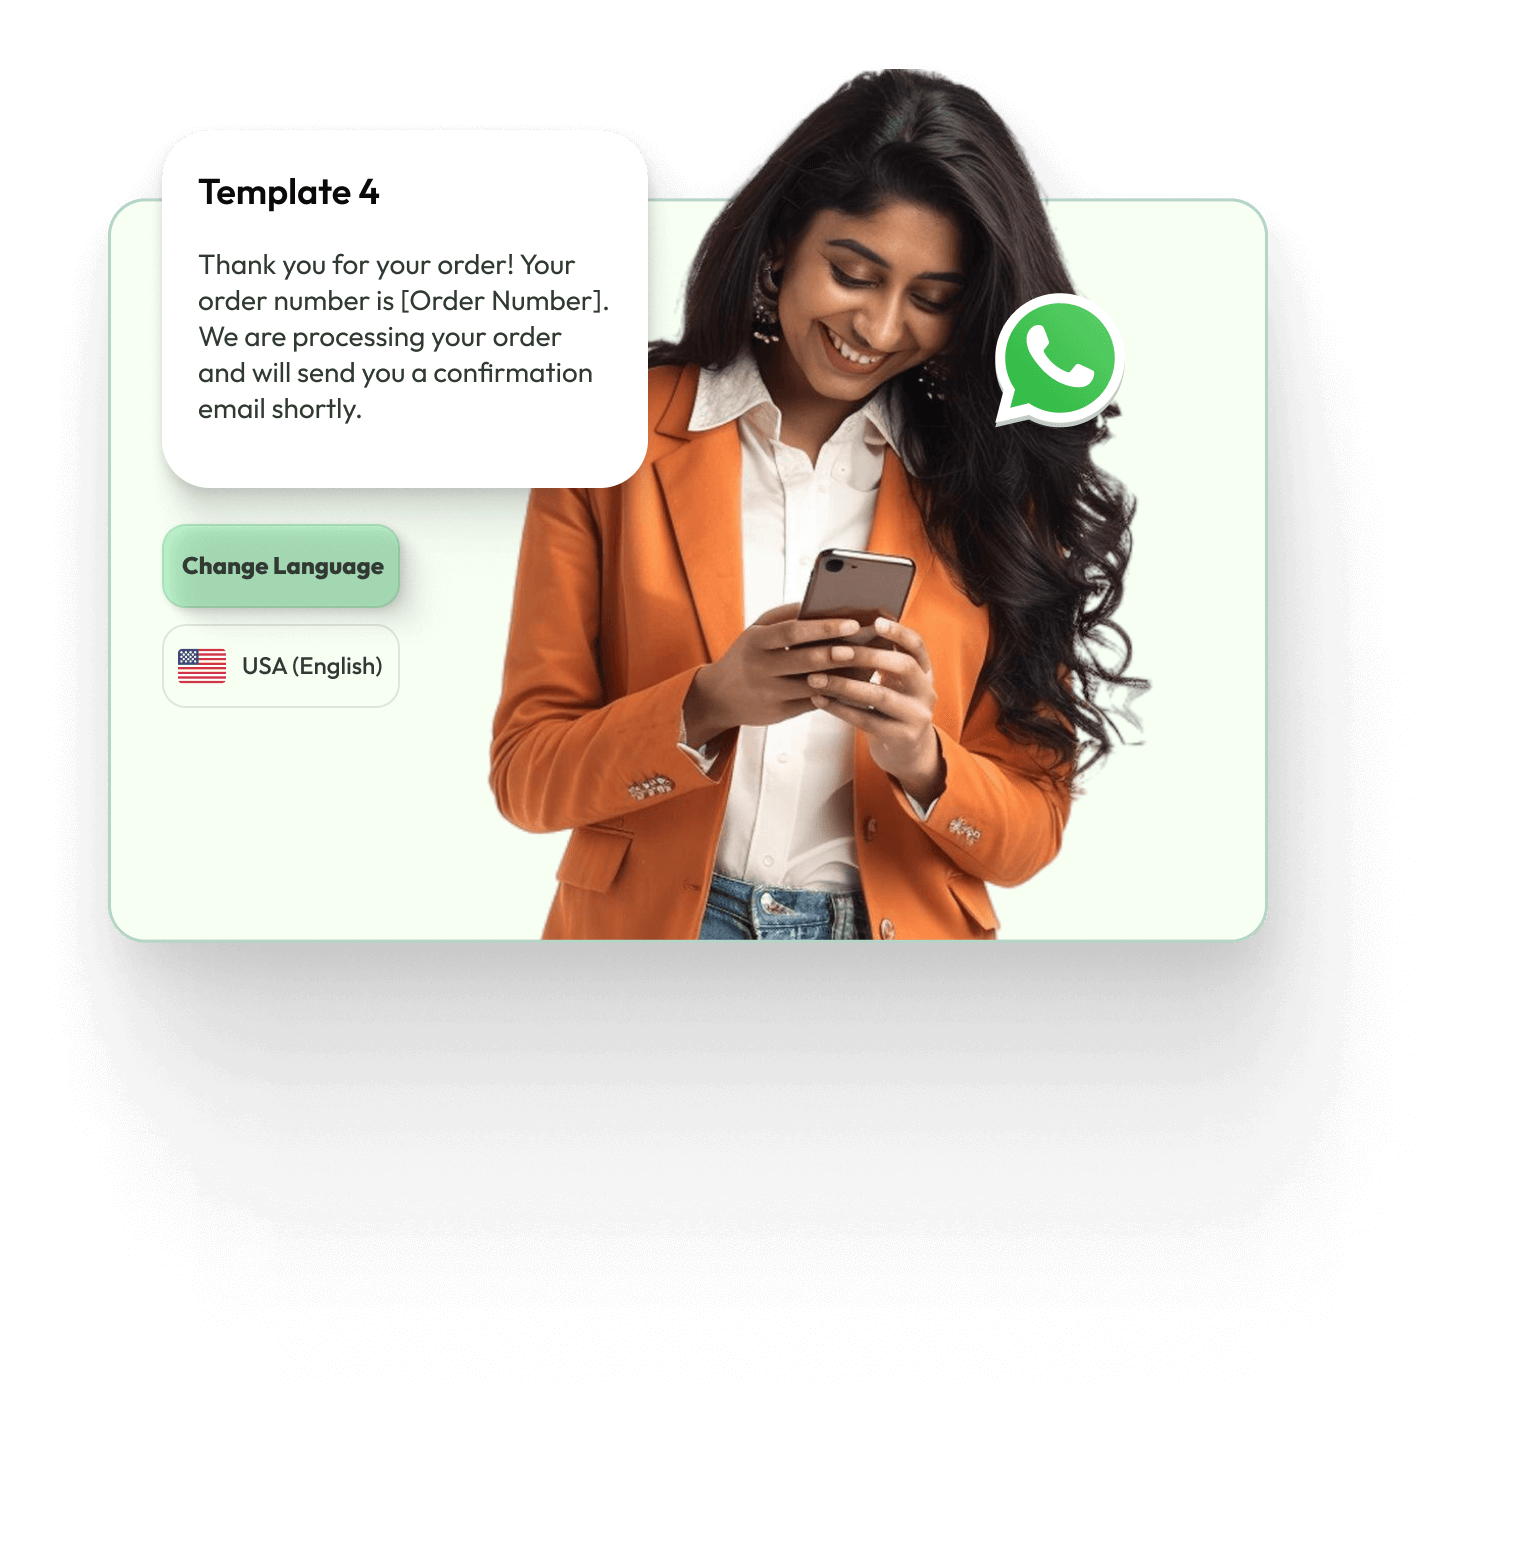 Template 4
Thank you for your order! Your
order number is [Order Number].
We are processing your order
and will send you a confirmation
email shortly.
Change Language
USA (English)